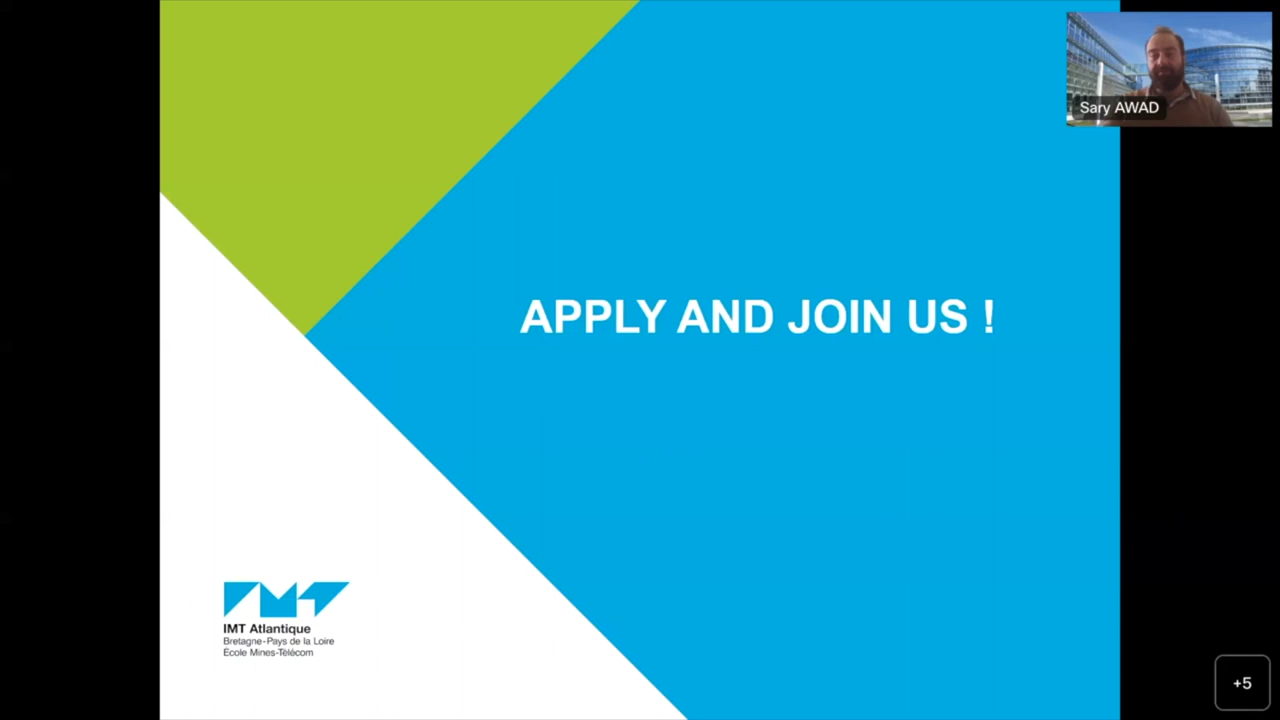 Sary AWAD
APPLY AND JOIN US !
IMT Atlantique
Bretagne-Pays de la Loire
École Mines-Télécom
+5